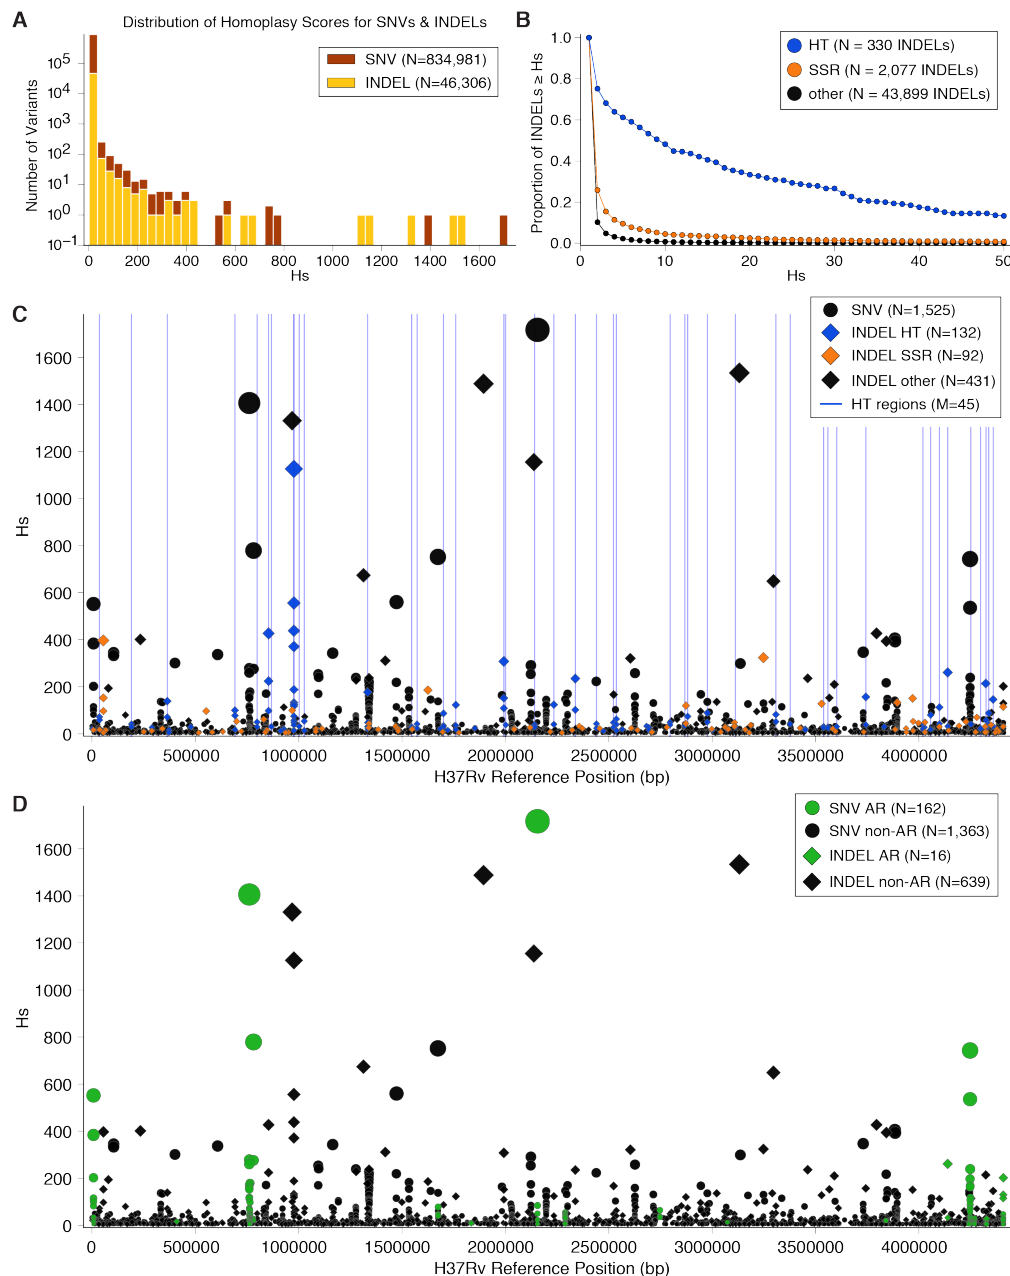 A
Distribution of Homoplasy Scores for SNVs & INDELs
SNV (N=834,981)
INDEL (N=46,306)
Number of Variants
10^5
10^4
10^3
10^2
10^1
10^0
10^−1
0 200 400 600 800 1000 1200 1400 1600
Hs
B
HT (N = 330 INDELs)
SSR (N = 2,077 INDELs)
other (N = 43,899 INDELs)
Proportion of INDELs ≥ Hs
1.0
0.8
0.6
0.4
0.2
0.0
0 10 20 30 40 50
Hs
C
SNV (N=1,525)
INDEL HT (N=132)
INDEL SSR (N=92)
INDEL other (N=431)
HT regions (M=45)
Hs
1600
1400
1200
1000
800
600
400
200
0
0 500000 1000000 1500000 2000000 2500000 3000000 3500000 4000000
H37Rv Reference Position (bp)
D
SNV AR (N=162)
SNV non-AR (N=1,363)
INDEL AR (N=16)
INDEL non-AR (N=639)
Hs
1600
1400
1200
1000
800
600
400
200
0
0 500000 1000000 1500000 2000000 2500000 3000000 3500000 4000000
H37Rv Reference Position (bp)